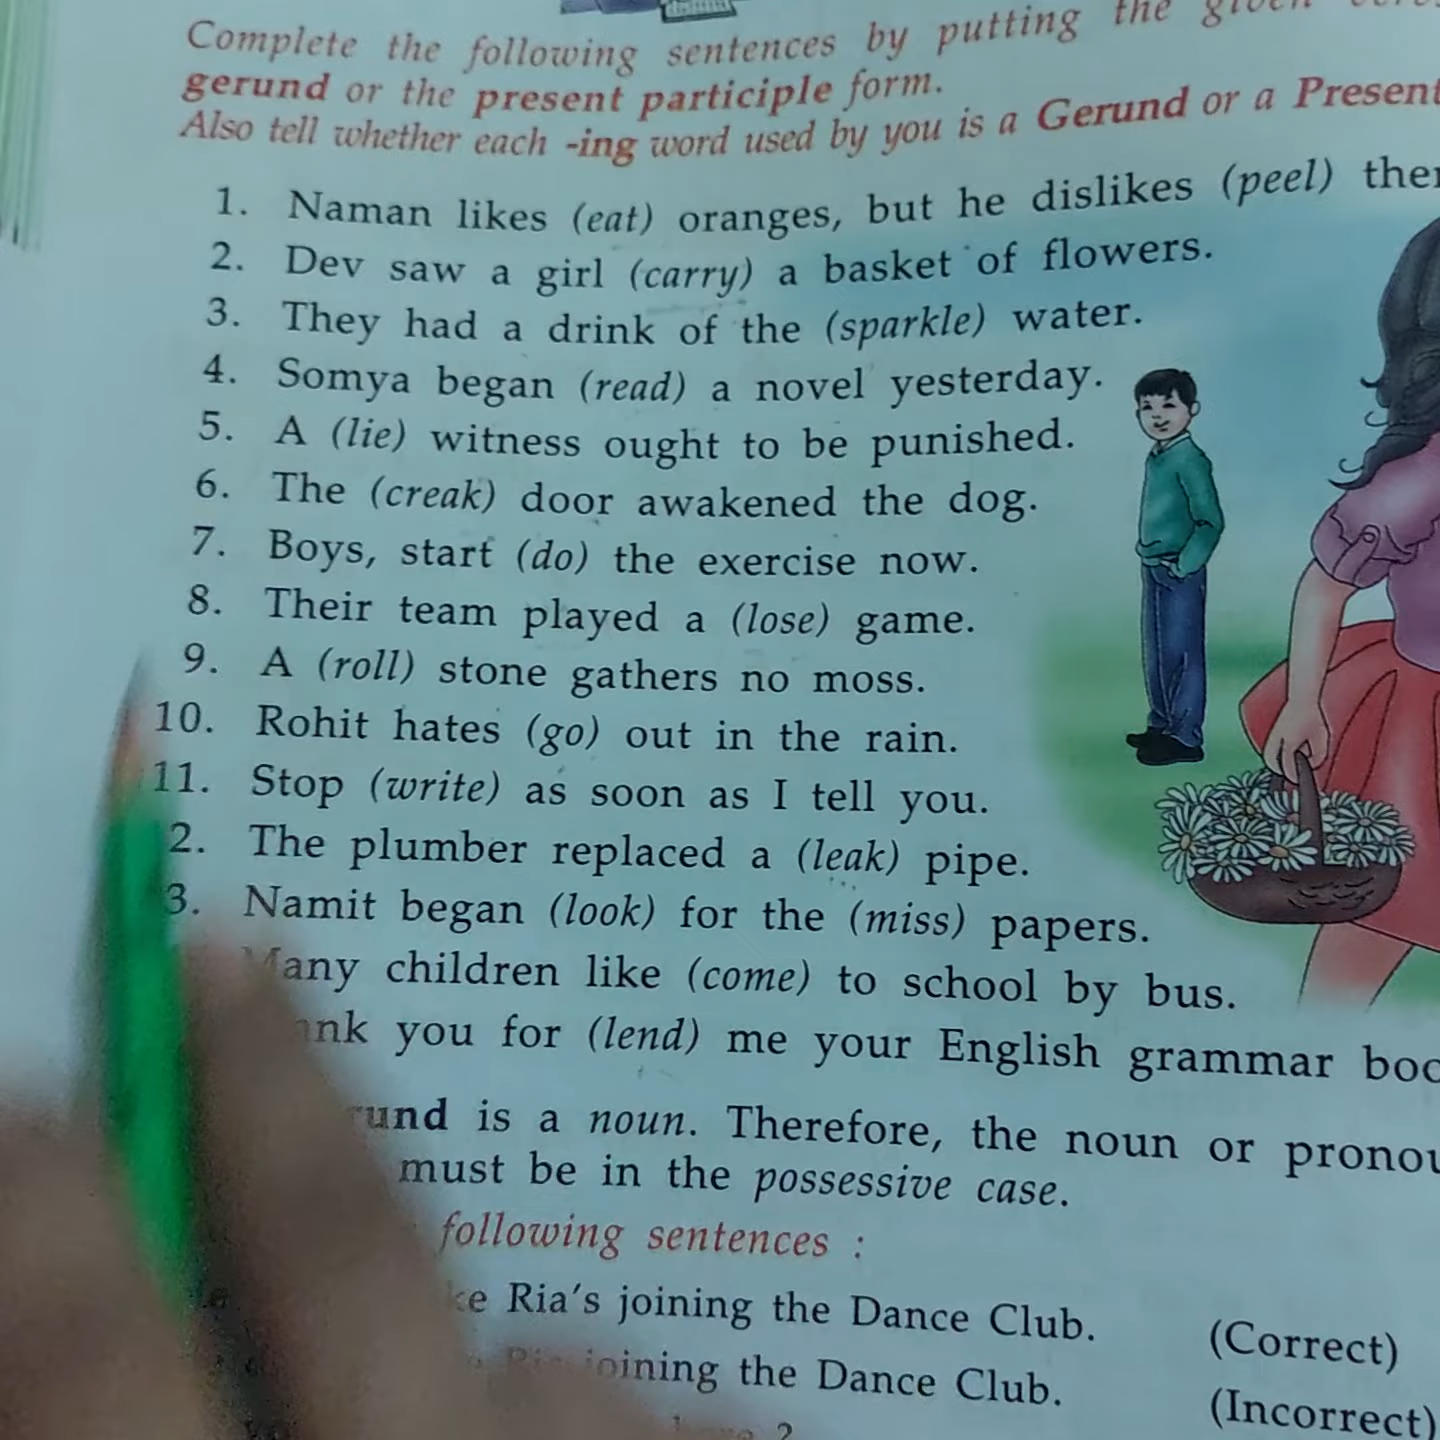 Complete the following sentences by putting the given
gerund or the present participle form.
Also tell whether each -ing word used by you is a Gerund or a Present
1. Naman likes (eat) oranges, but he dislikes (peel)
2. Dev saw a girl (carry) a basket of flowers.
3. They had a drink of the (sparkle) water.
4. Somya began (read) a novel yesterday.
5. A (lie) witness ought to be punished.
6. The (creak) door awakened the dog.
7. Boys, start (do) the exercise now.
8. Their team played a (lose) game.
9. A (roll) stone gathers no moss.
10. Rohit hates (go) out in the rain.
11. Stop (write) as soon as I tell you.
2. The plumber replaced a (leak) pipe.
3. Namit began (look) for the (miss) papers.
Many children like (come) to school by bus.
you for (lend) me your English grammar
is a noun. Therefore, the noun or
must be in the possessive case.
following sentences :
Ria's joining the Dance Club. (Correct)
joining the Dance Club. (Incorrect)